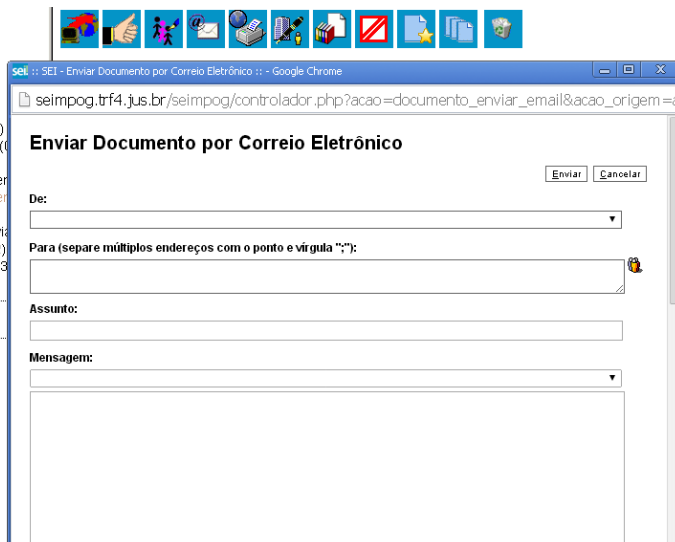 sei! :: SEI - Enviar Documento por Correio Eletrônico :: - Google Chrome
seimpog.trf4.jus.br/seimpog/controlador.php?acao=documento_enviar_email&acao_origem=a
Enviar Documento por Correio Eletrônico
Enviar Cancelar
De:
Para (separe múltiplos endereços com o ponto e vírgula ";"):
Assunto:
Mensagem: